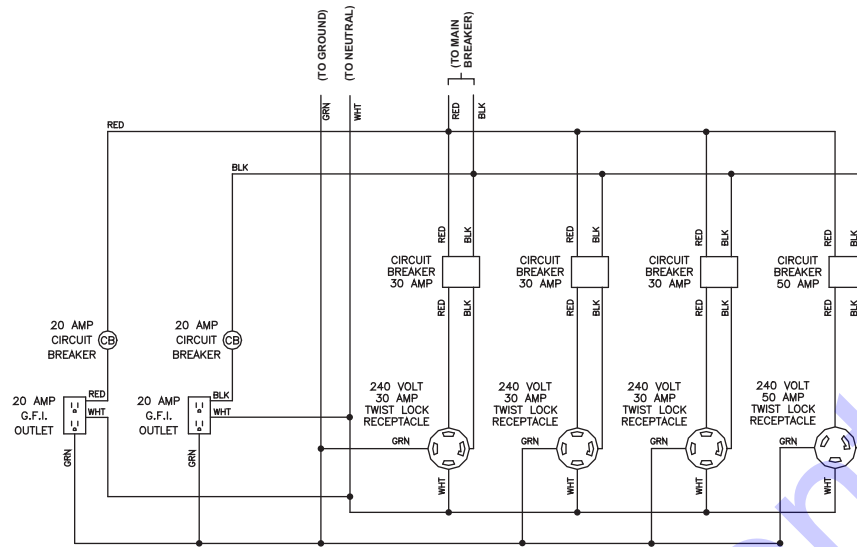 (TO GROUND)
(TO NEUTRAL)
(TO MAIN
BREAKER)
GRN
WHT
RED
BLK
RED
BLK
RED
BLK
RED
BLK
RED
BLK
RED
BLK
RED
BLK
CIRCUIT
BREAKER
30 AMP
CIRCUIT
BREAKER
30 AMP
CIRCUIT
BREAKER
30 AMP
CIRCUIT
BREAKER
50 AMP
RED
BLK
RED
BLK
RED
BLK
RED
BLK
20 AMP
CIRCUIT
BREAKER
CB
20 AMP
CIRCUIT
BREAKER
CB
20 AMP
G.F.I.
OUTLET
RED
WHT
GRN
20 AMP
G.F.I.
OUTLET
BLK
WHT
GRN
240 VOLT
30 AMP
TWIST LOCK
RECEPTACLE
240 VOLT
30 AMP
TWIST LOCK
RECEPTACLE
240 VOLT
30 AMP
TWIST LOCK
RECEPTACLE
240 VOLT
50 AMP
TWIST LOCK
RECEPTACLE
GRN
GRN
GRN
GRN
WHT
WHT
WHT
WHT